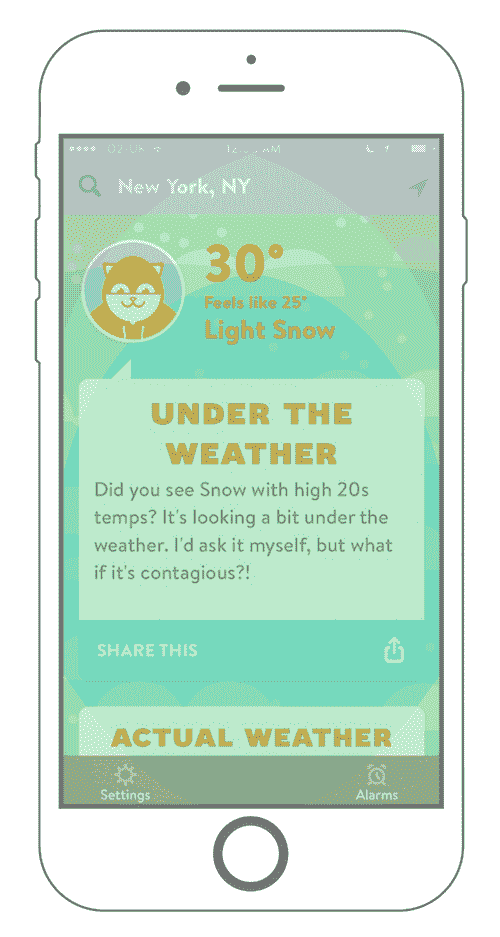 New York, NY
30°
Feels like 25°
Light Snow
UNDER THE
WEATHER
Did you see Snow with high 20s
temps? It's looking a bit under the
weather. I'd ask it myself, but what
if it's contagious?!
SHARE THIS
ACTUAL WEATHER
Settings
Alarms